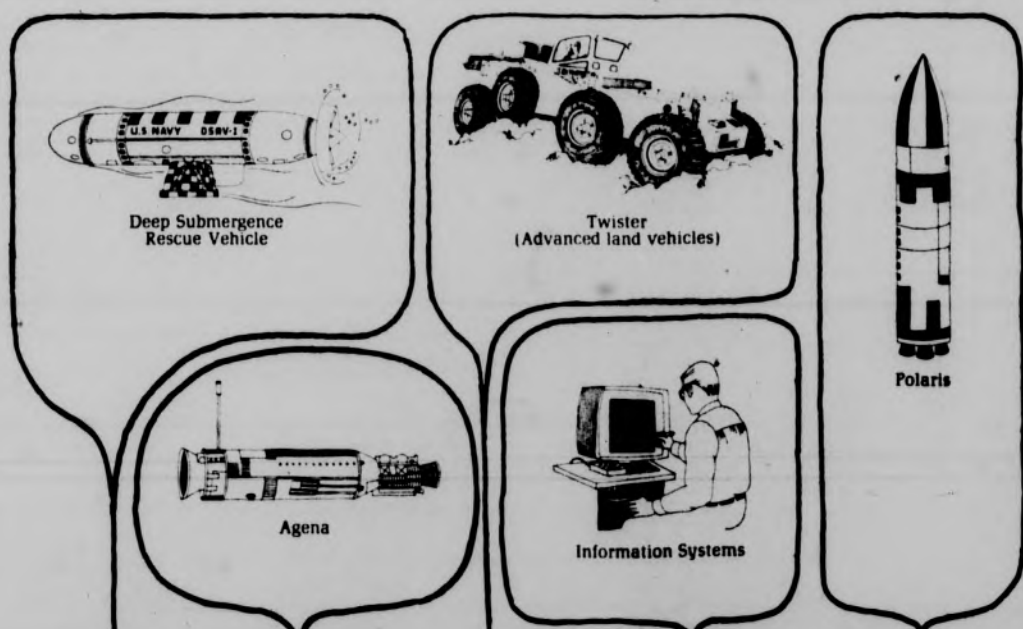 U.S NAVY DSRV-1
Deep Submergence
Rescue Vehicle
Twister
(Advanced land vehicles)
Polaris
Agena
Information Systems